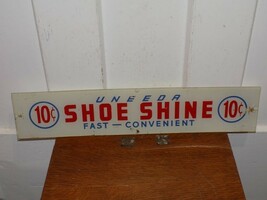 UNEEDA
10¢ SHOE SHINE 10¢
FAST — CONVENIENT